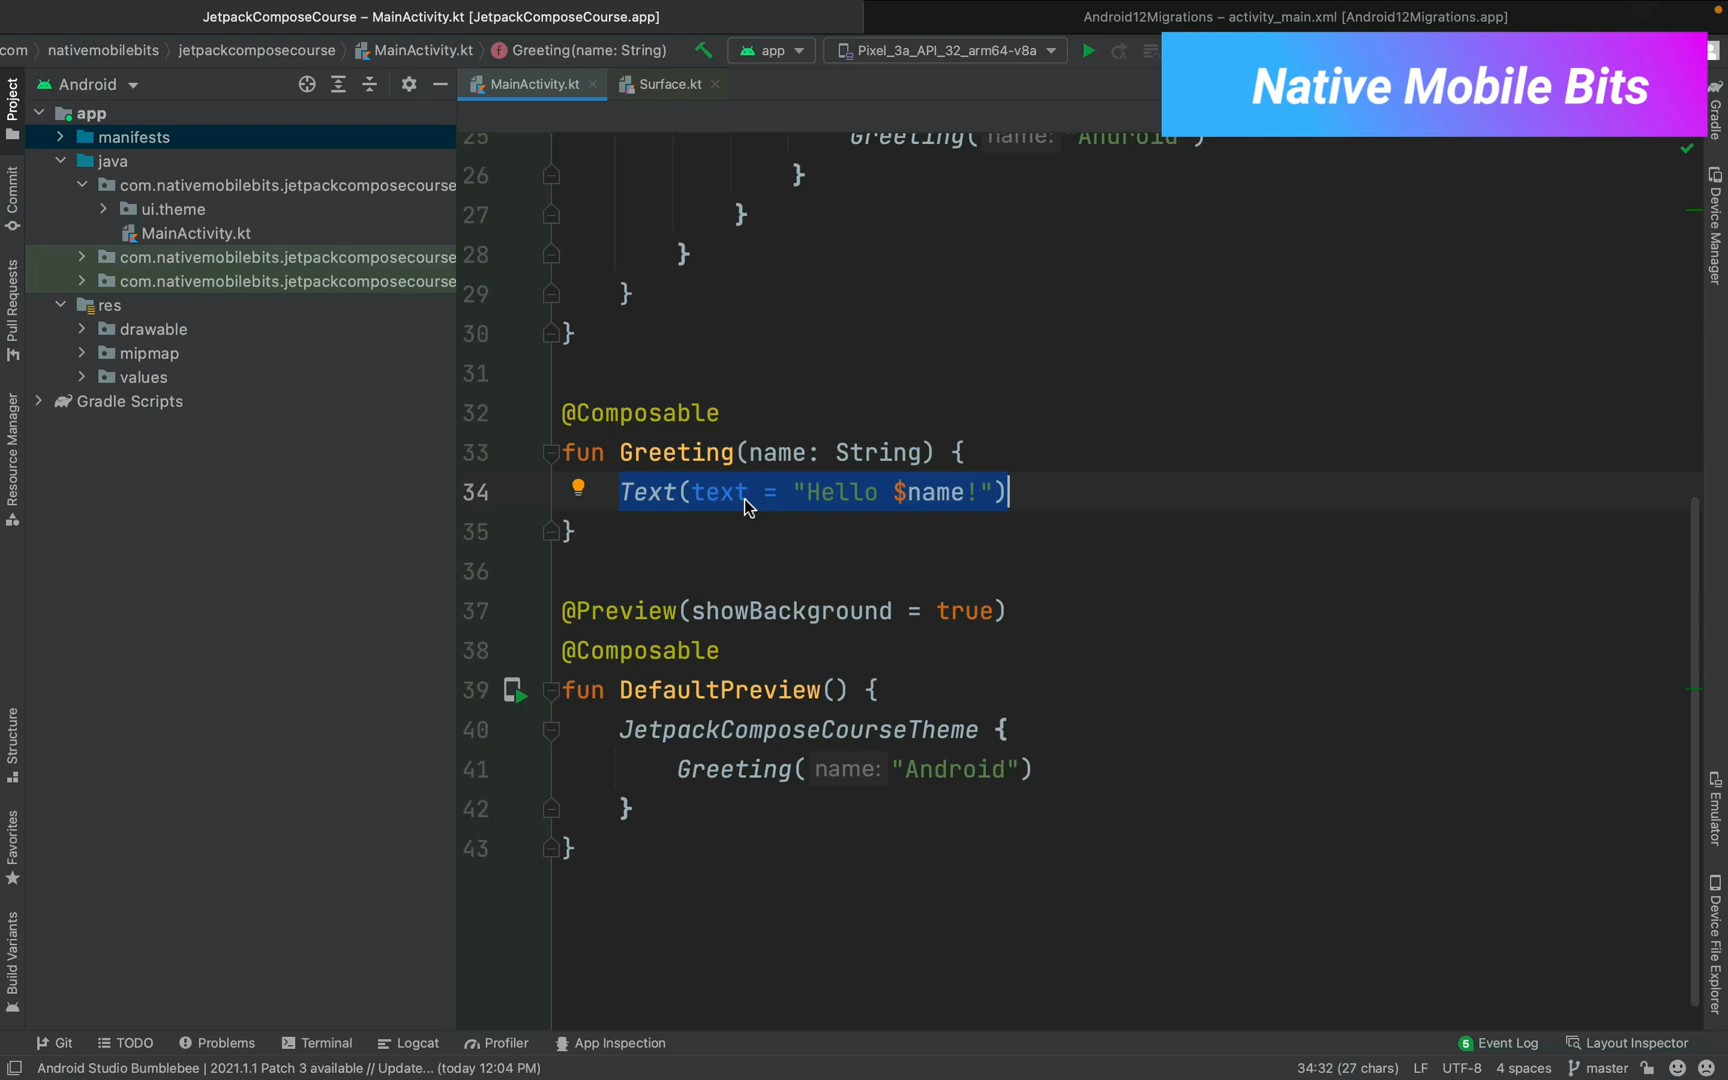 JetpackComposeCourse – MainActivity.kt [JetpackComposeCourse.app]
Android12Migrations – activity_main.xml [Android12Migrations.app]
com nativemobilebits jetpackcomposecourse MainActivity.kt Greeting(name: String) app Pixel_3a_API_32_arm64-v8a
Native Mobile Bits
Android
MainActivity.kt
Surface.kt
Project
Commit
Pull Requests
Resource Manager
Structure
Favorites
Build Variants
app
manifests
java
com.nativemobilebits.jetpackcomposecourse
ui.theme
MainActivity.kt
com.nativemobilebits.jetpackcomposecourse
com.nativemobilebits.jetpackcomposecourse
res
drawable
mipmap
values
Gradle Scripts
25 Greeting( name: "Android")
26 }
27 }
28 }
29 }
30 }
31
32 @Composable
33 fun Greeting(name: String) {
34 Text(text = "Hello $name!")
35 }
36
37 @Preview(showBackground = true)
38 @Composable
39 fun DefaultPreview() {
40 JetpackComposeCourseTheme {
41 Greeting( name: "Android")
42 }
43 }
Gradle
Device Manager
Emulator
Device File Explorer
Git TODO Problems Terminal Logcat Profiler App Inspection 5 Event Log Layout Inspector
Android Studio Bumblebee | 2021.1.1 Patch 3 available // Update... (today 12:04 PM) 34:32 (27 chars) LF UTF-8 4 spaces master